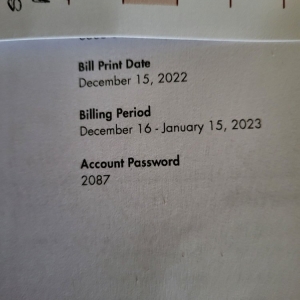 Bill Print Date
December 15, 2022
Billing Period
December 16 - January 15, 2023
Account Password
2087